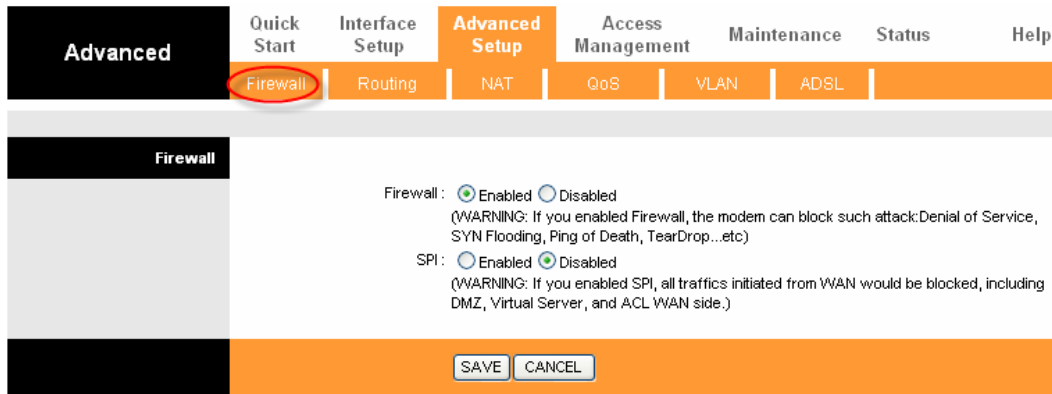 Advanced
Quick Start
Interface Setup
Advanced Setup
Access Management
Maintenance
Status
Help
Firewall
Routing
NAT
QoS
VLAN
ADSL
Firewall
Firewall : Enabled Disabled
(WARNING: If you enabled Firewall, the modem can block such attack:Denial of Service,
SYN Flooding, Ping of Death, TearDrop...etc)
SPI : Enabled Disabled
(WARNING: If you enabled SPI, all traffics initiated from WAN would be blocked, including
DMZ, Virtual Server, and ACL WAN side.)
SAVE CANCEL